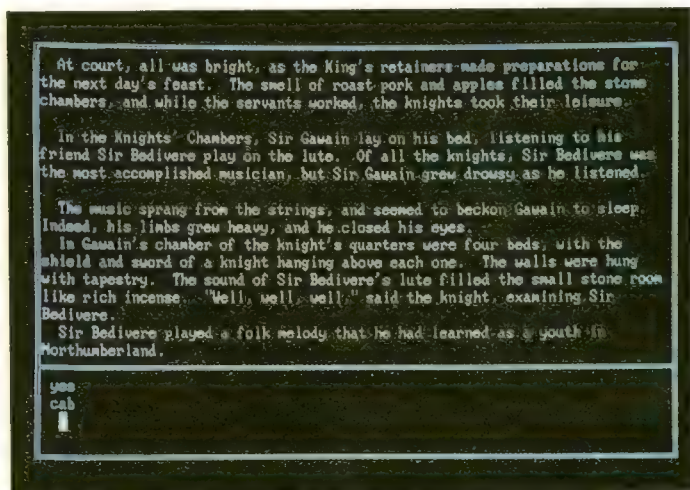 At court, all was bright, as the King's retainers made preparations for
the next day's feast. The smell of roast pork and apples filled the stone
chambers, and while the servants worked, the knights took their leisure.
In the Knights' Chambers, Sir Gawain lay on his bed, listening to his
friend Sir Bedivere play on the lute. Of all the knights, Sir Bedivere was
the most accomplished musician, but Sir Gawain grew drowsy as he listened.
The music sprang from the strings, and seemed to beckon Gawain to sleep.
Indeed, his limbs grew heavy, and he closed his eyes.
In Gawain's chamber of the knight's quarters were four beds, with the
shield and sword of a knight hanging above each one. The walls were hung
with tapestry. The sound of Sir Bedivere's lute filled the small stone room
like rich incense. "Well, well, well," said the knight, examining Sir
Bedivere.
Sir Bedivere played a folk melody that he had learned as a youth in
Northumberland.
yes
cab